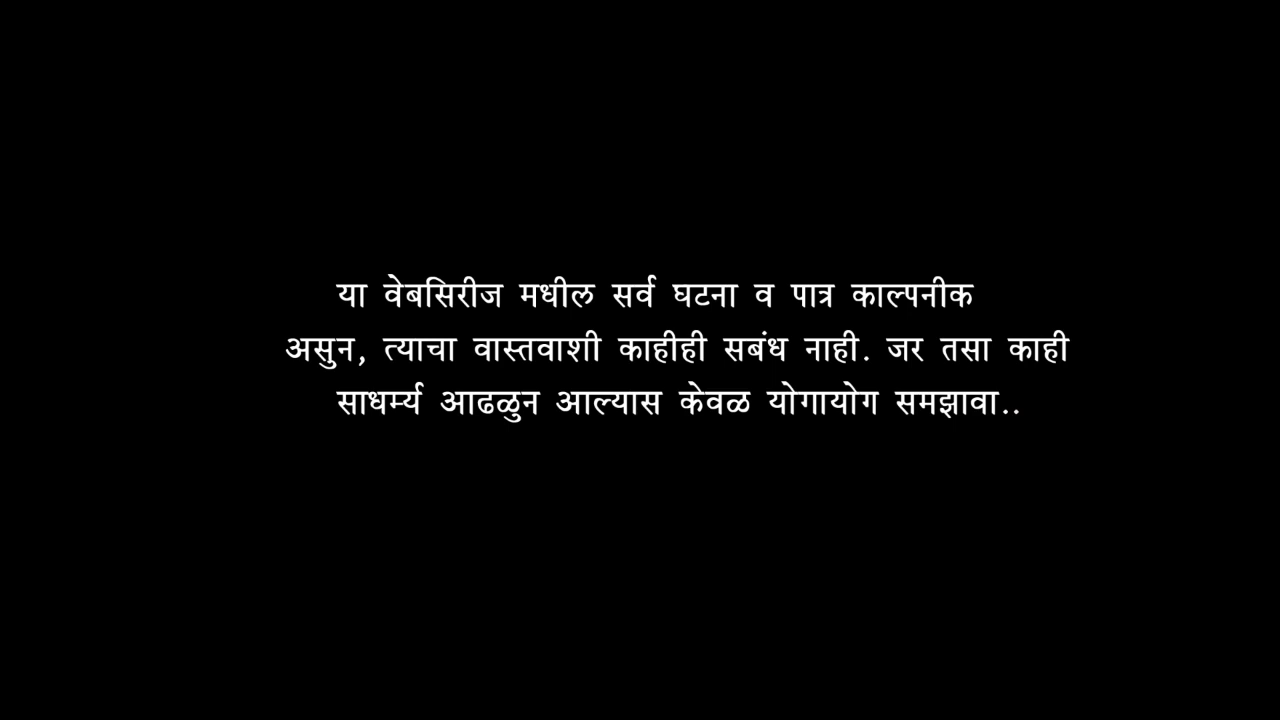 या वेबसिरीज मधील सर्व घटना व पात्र काल्पनीक
असुन, त्याचा वास्तवाशी काहीही सबंध नाही. जर तसा काही
साधर्म्य आढळुन आल्यास केवळ योगायोग समझावा..